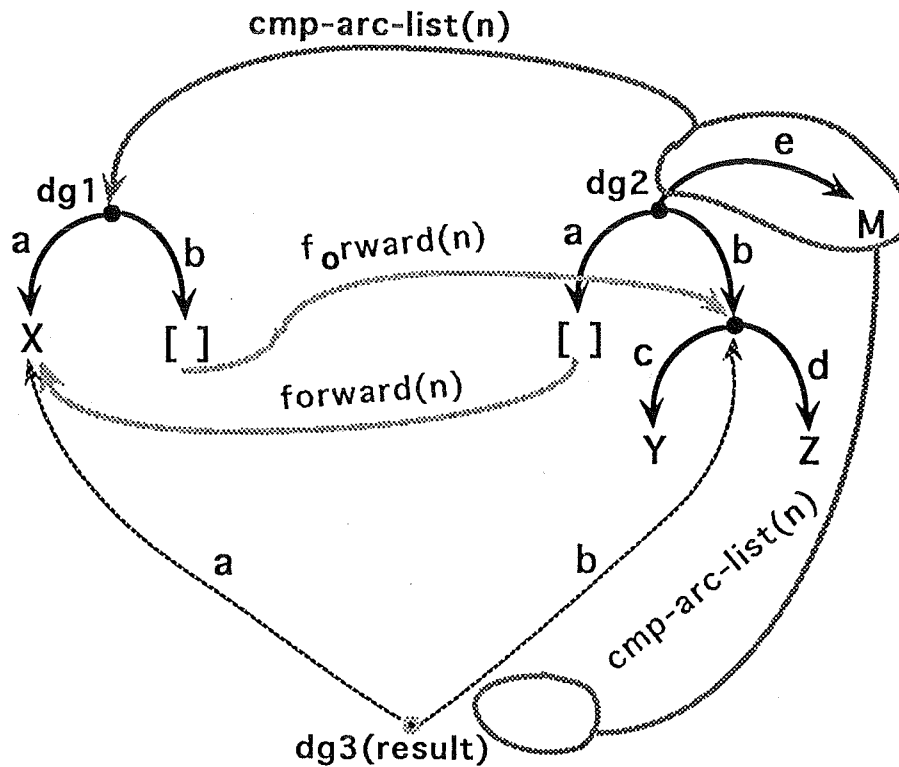 cmp-arc-list(n)
e
dg1
dg2
M
a
b
forward(n)
a
b
X
[ ]
[ ]
c
d
forward(n)
Y
Z
a
b
cmp-arc-list(n)
dg3(result)